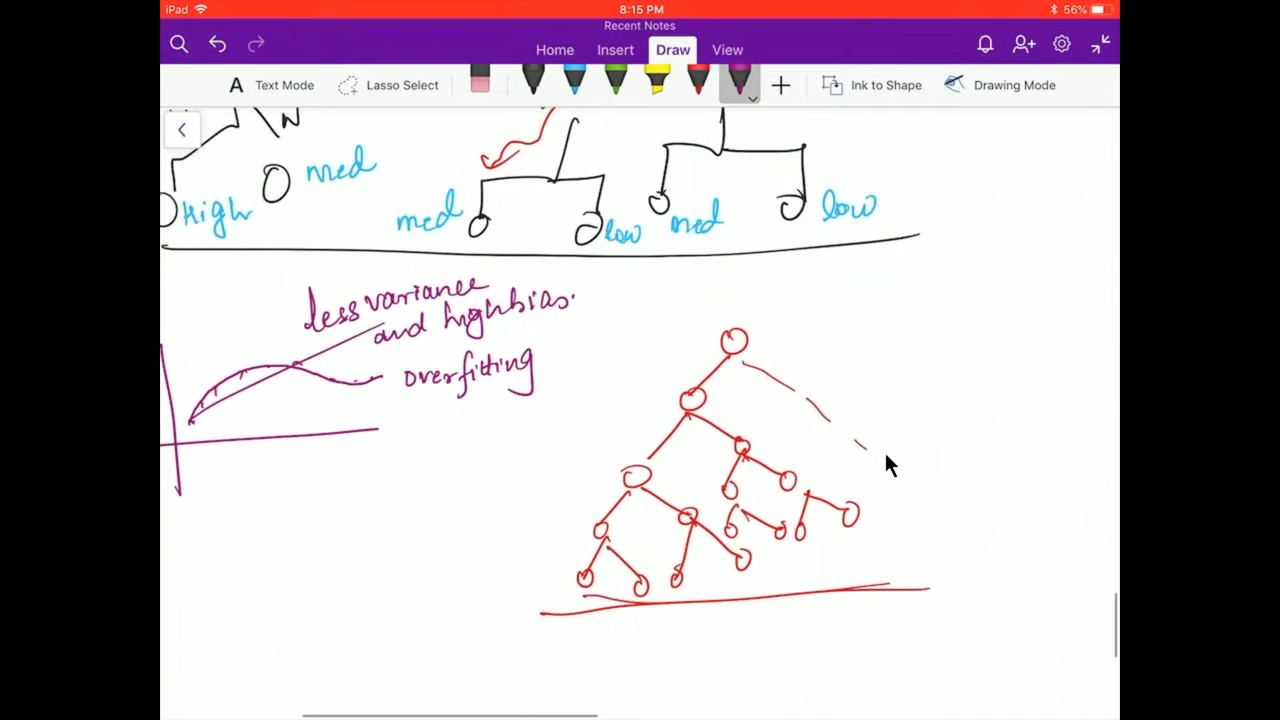 iPad 8:15 PM 56%
Recent Notes
Home Insert Draw View
A Text Mode Lasso Select Ink to Shape Drawing Mode
N
med
High
med
low
med
low
less variance
and high bias.
overfitting